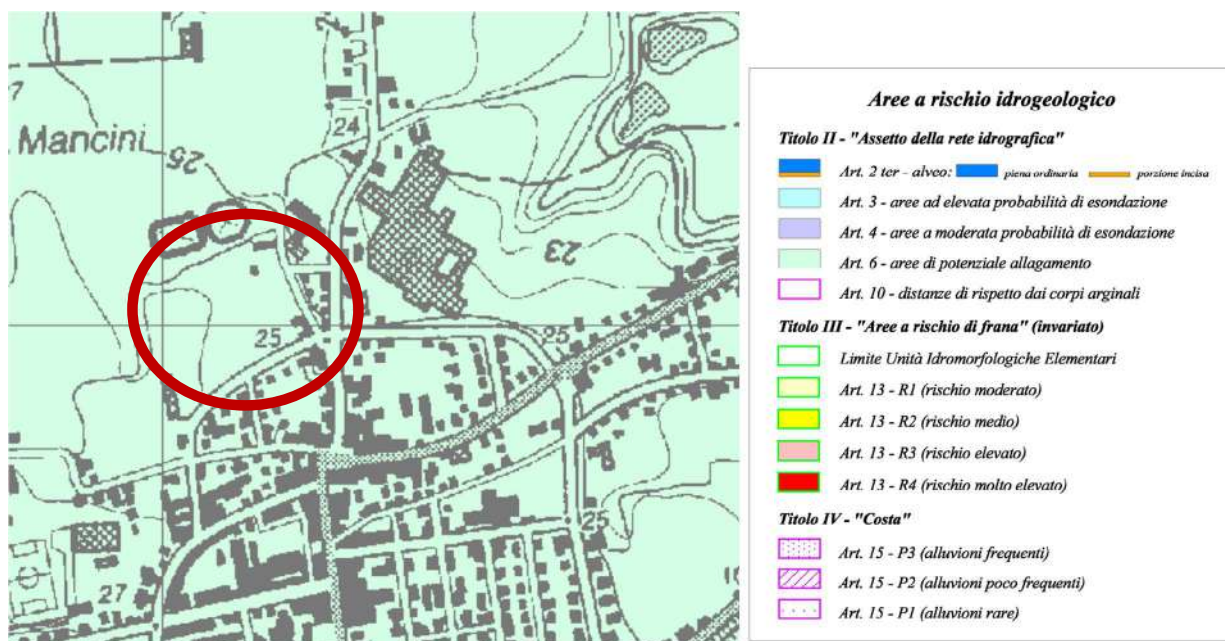 7
Mancini
25
24
23
25
25
25
27
Aree a rischio idrogeologico
Titolo II - "Assetto della rete idrografica"
Art. 2 ter - alveo: piena ordinaria porzione incisa
Art. 3 - aree ad elevata probabilità di esondazione
Art. 4 - aree a moderata probabilità di esondazione
Art. 6 - aree di potenziale allagamento
Art. 10 - distanze di rispetto dai corpi arginali
Titolo III - "Aree a rischio di frana" (invariato)
Limite Unità Idromorfologiche Elementari
Art. 13 - R1 (rischio moderato)
Art. 13 - R2 (rischio medio)
Art. 13 - R3 (rischio elevato)
Art. 13 - R4 (rischio molto elevato)
Titolo IV - "Costa"
Art. 15 - P3 (alluvioni frequenti)
Art. 15 - P2 (alluvioni poco frequenti)
Art. 15 - P1 (alluvioni rare)